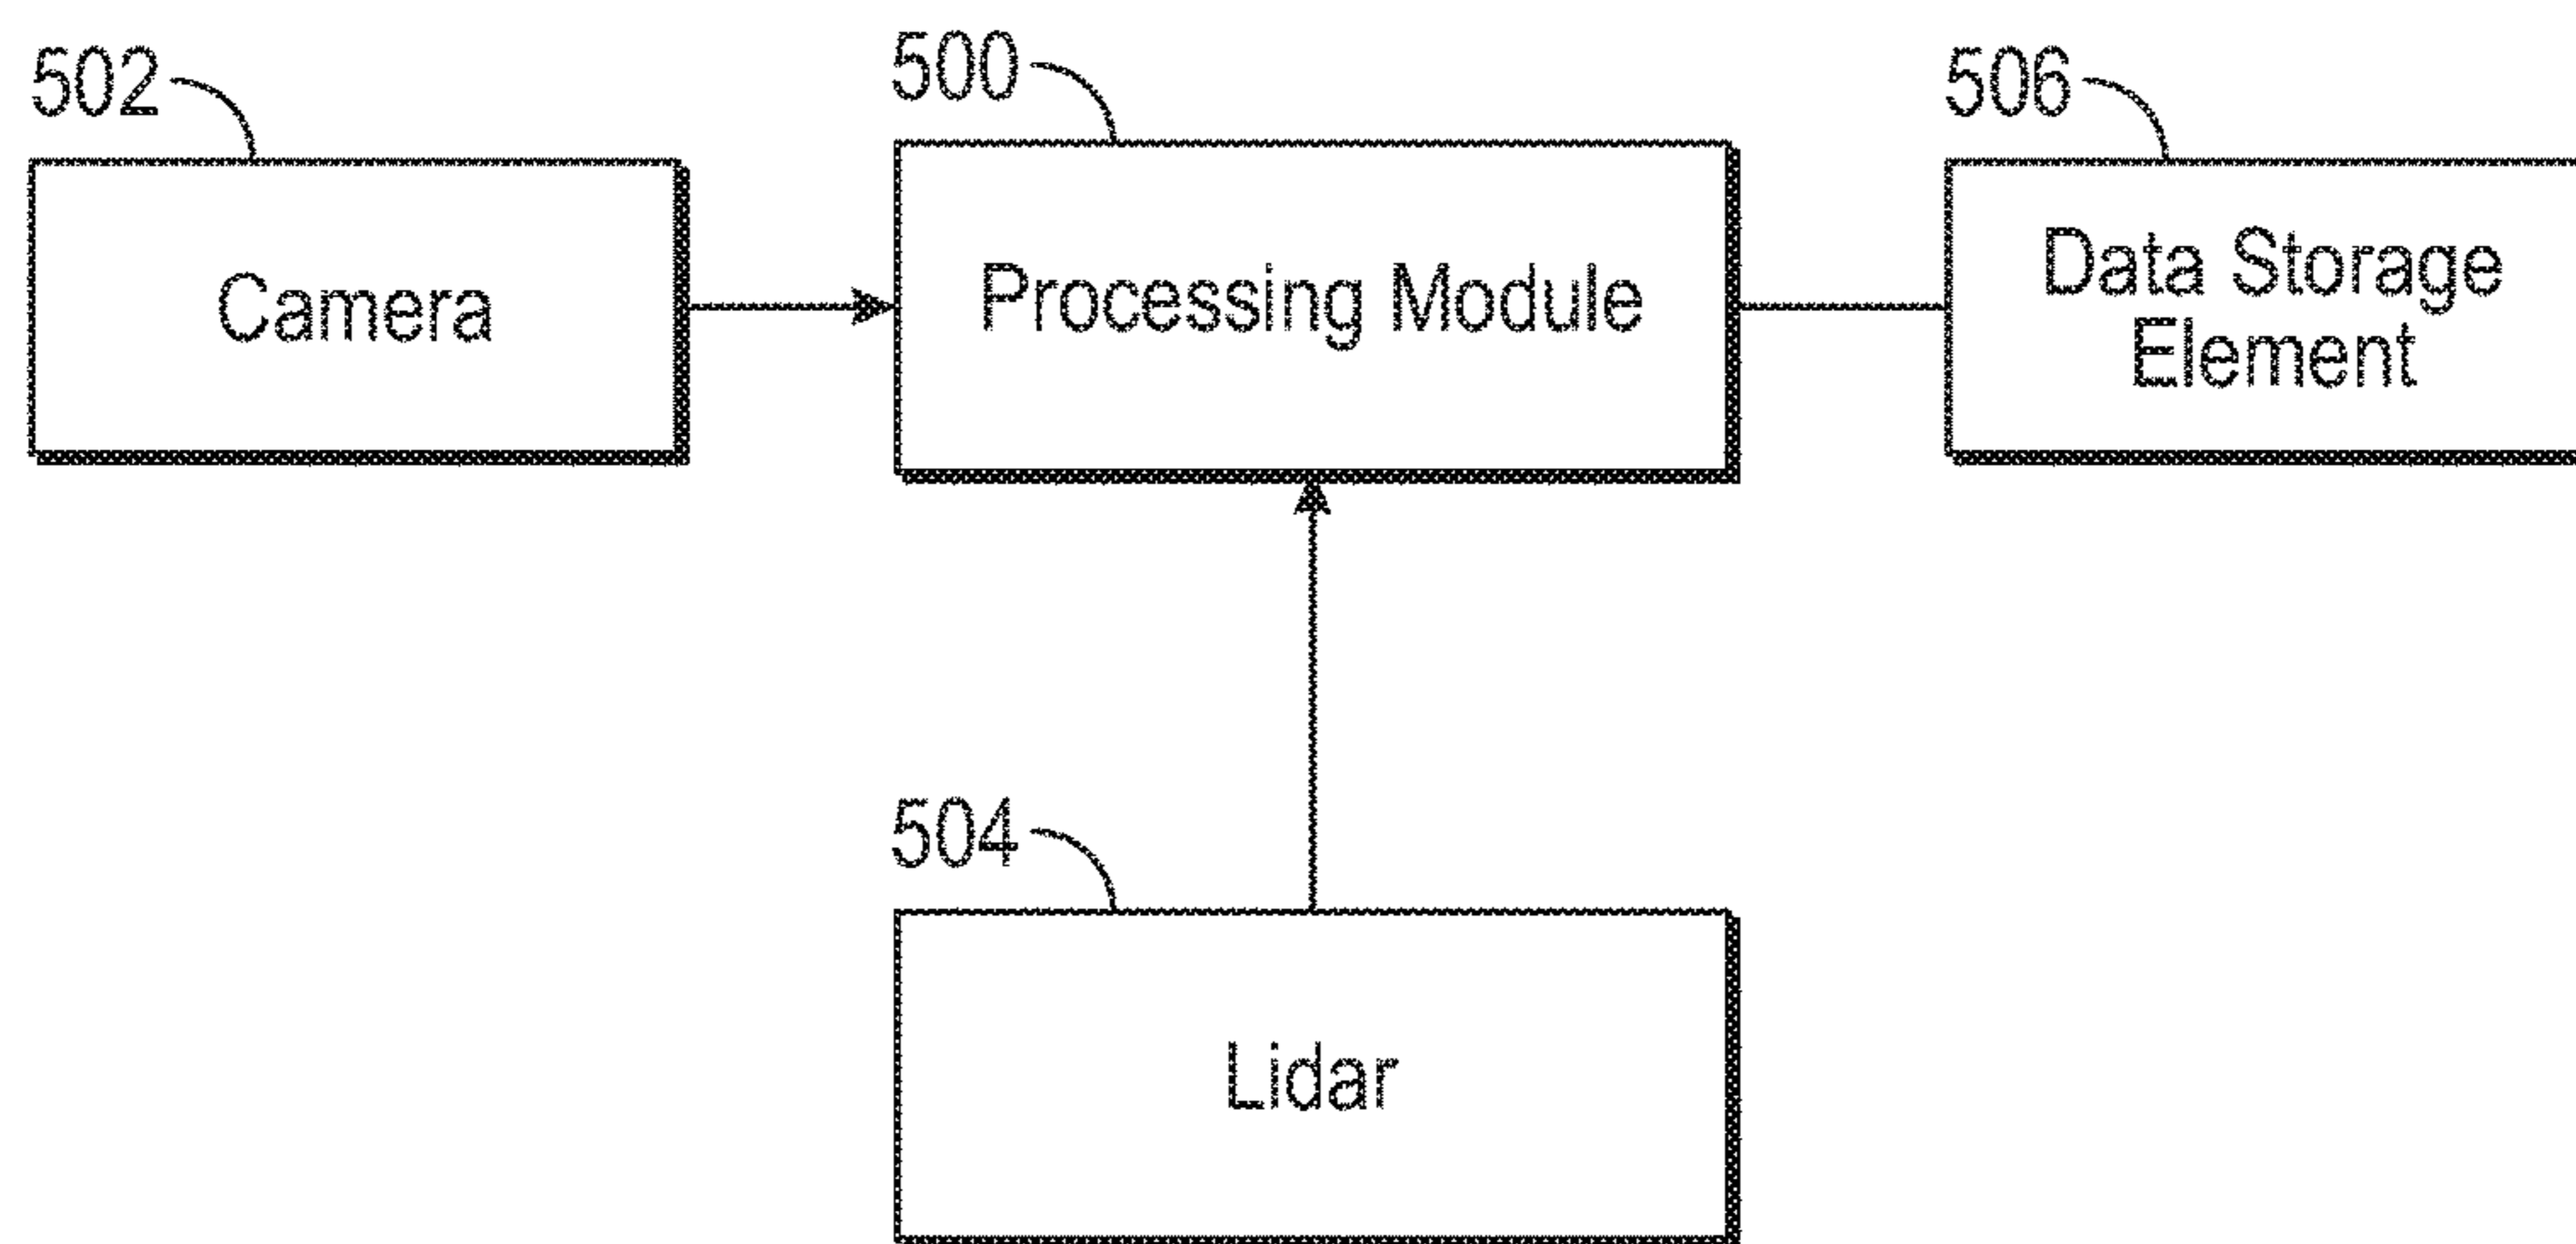 502
500
506
Camera
Processing Module
Data Storage
Element
504
Lidar